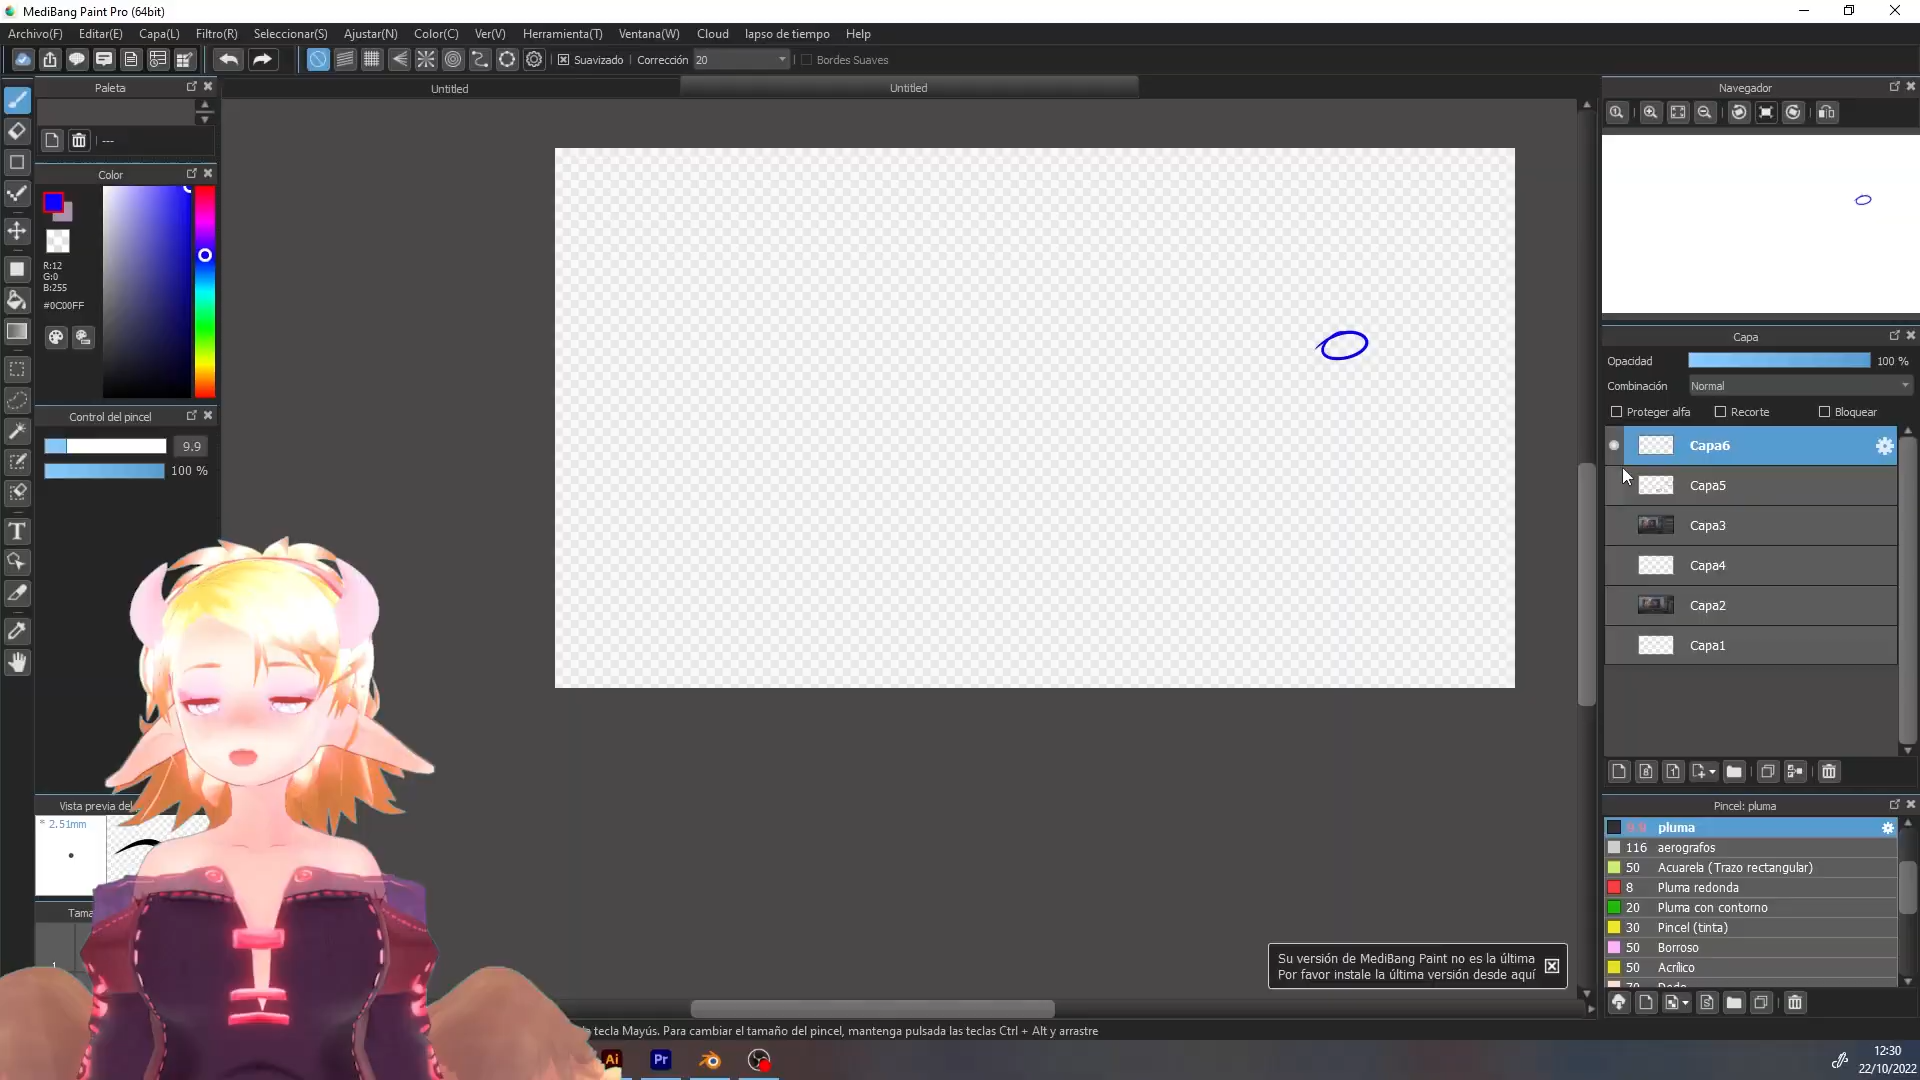 MediBang Paint Pro (64bit)
Archivo(F) Editar(E) Capa(L) Filtro(R) Seleccionar(S) Ajustar(N) Color(C) Ver(V) Herramienta(T) Ventana(W) Cloud lapso de tiempo Help
Suavizado Corrección 20 Bordes Suaves
Paleta
Untitled
Untitled
Navegador
---
Color
R:12
G:0
B:255
#0C00FF
Capa
Opacidad 100 %
Combinación Normal
Proteger alfa Recorte Bloquear
Control del pincel
9.9
100 %
Capa6
Capa5
Capa3
Capa4
Capa2
Capa1
Vista previa del
* 2.51mm
Pincel: pluma
9.9 pluma
116 aerografos
50 Acuarela (Trazo rectangular)
8 Pluma redonda
20 Pluma con contorno
30 Pincel (tinta)
50 Borroso
50 Acrílico
Su versión de MediBang Paint no es la última
Por favor instale la última versión desde aquí
tecla Mayús. Para cambiar el tamaño del pincel, mantenga pulsada las teclas Ctrl + Alt y arrastre
Ai Pr
12:30
22/10/2022